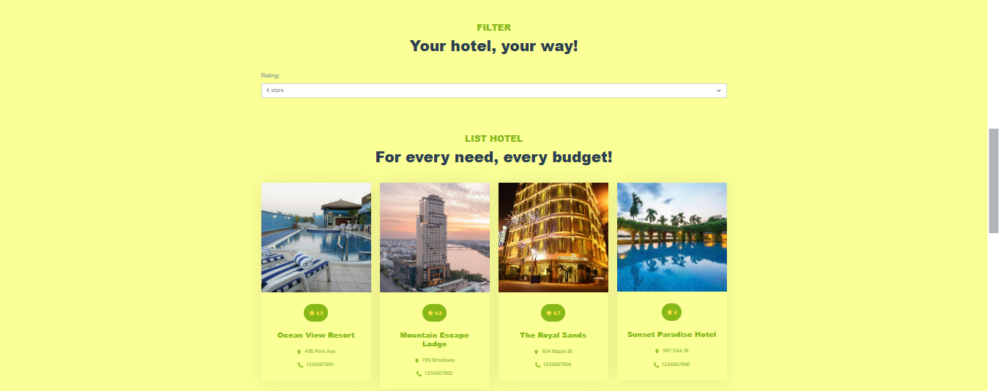 FILTER
Your hotel, your way!
Rating:
4 stars
LIST HOTEL
For every need, every budget!
4.2
Ocean View Resort
456 Park Ave
1234567891
4.8
Mountain Escape
Lodge
789 Broadway
1234567892
4.7
The Royal Sands
654 Maple St
1234567894
4
Sunset Paradise Hotel
987 Oak St
1234567895